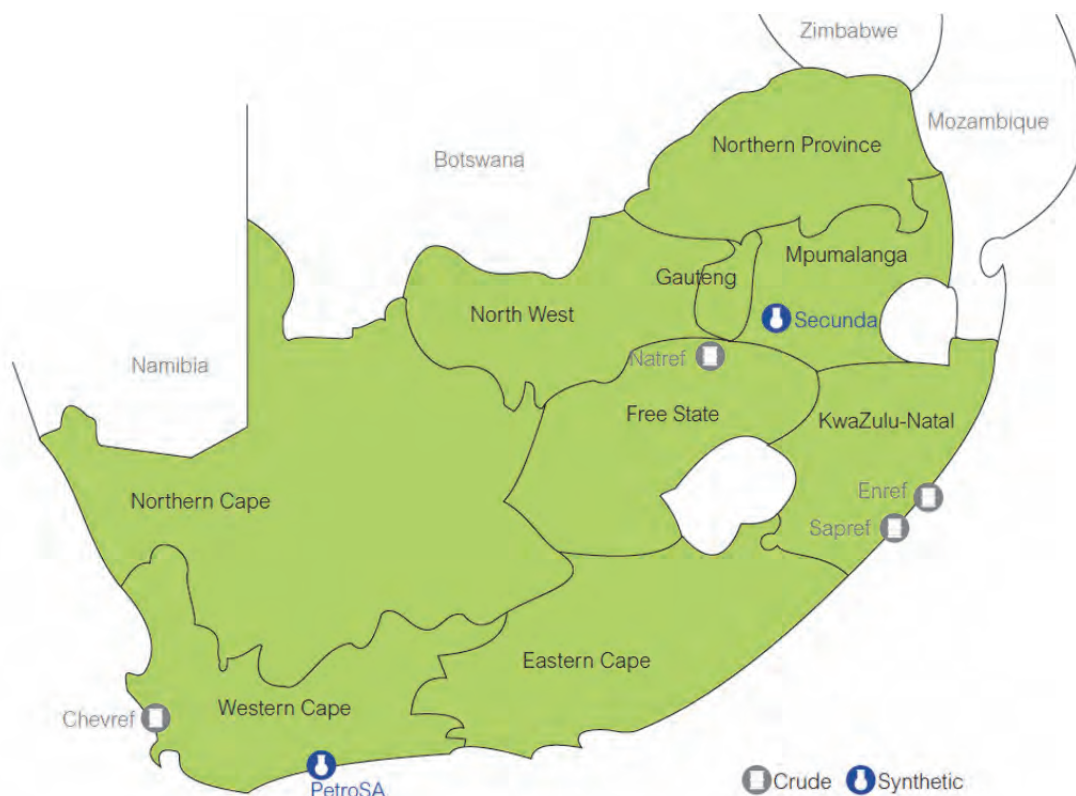 Zimbabwe
Mozambique
Northern Province
Botswana
Mpumalanga
Gauteng
North West
Secunda
Namibia
Natref
Free State
KwaZulu-Natal
Enref
Northern Cape
Sapref
Eastern Cape
Western Cape
Chevref
PetroSA
Crude
Synthetic